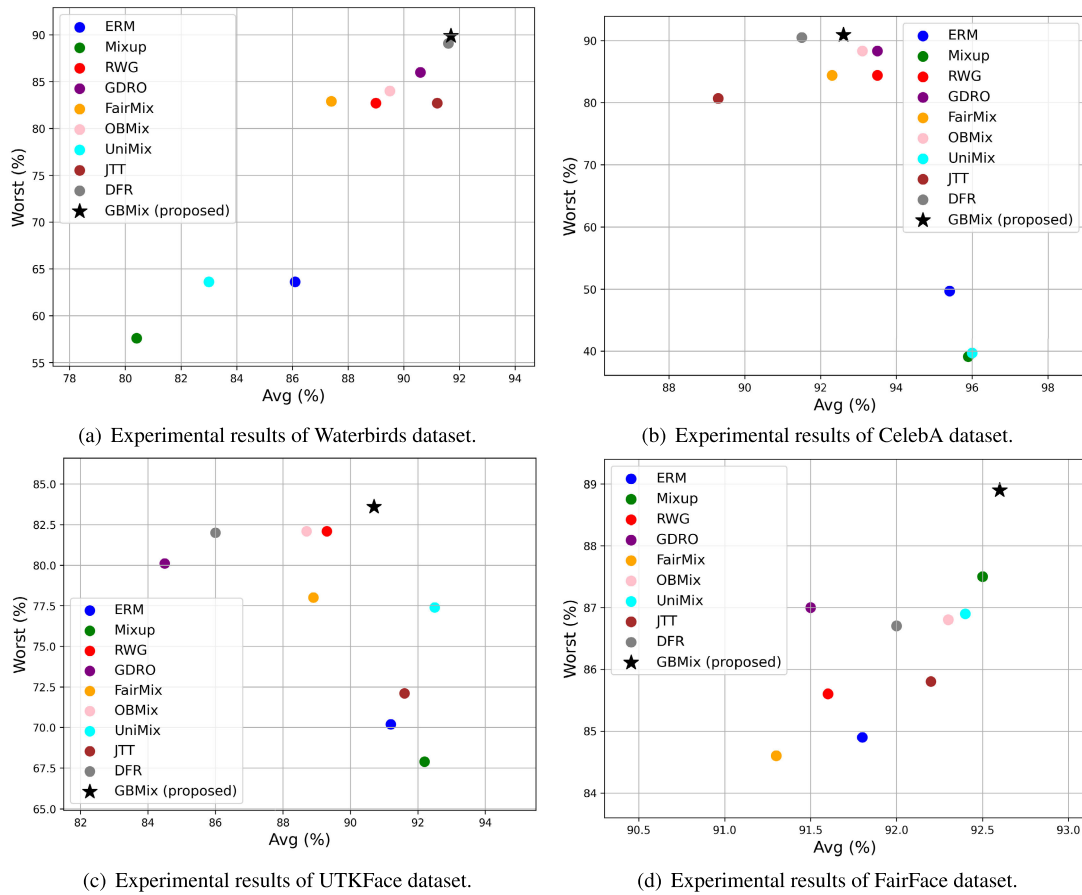 ERM
Mixup
RWG
GDRO
FairMix
OBMix
UniMix
JTT
DFR
GBMix (proposed)
Worst (%)
90
85
80
75
70
65
60
55
78 80 82 84 86 88 90 92 94
Avg (%)
(a) Experimental results of Waterbirds dataset.
ERM
Mixup
RWG
GDRO
FairMix
OBMix
UniMix
JTT
DFR
GBMix (proposed)
Worst (%)
90
80
70
60
50
40
88 90 92 94 96 98
Avg (%)
(b) Experimental results of CelebA dataset.
Worst (%)
85.0
82.5
80.0
77.5
75.0
72.5
70.0
67.5
65.0
ERM
Mixup
RWG
GDRO
FairMix
OBMix
UniMix
JTT
DFR
GBMix (proposed)
82 84 86 88 90 92 94
Avg (%)
(c) Experimental results of UTKFace dataset.
ERM
Mixup
RWG
GDRO
FairMix
OBMix
UniMix
JTT
DFR
GBMix (proposed)
Worst (%)
89
88
87
86
85
84
90.5 91.0 91.5 92.0 92.5 93.0
Avg (%)
(d) Experimental results of FairFace dataset.